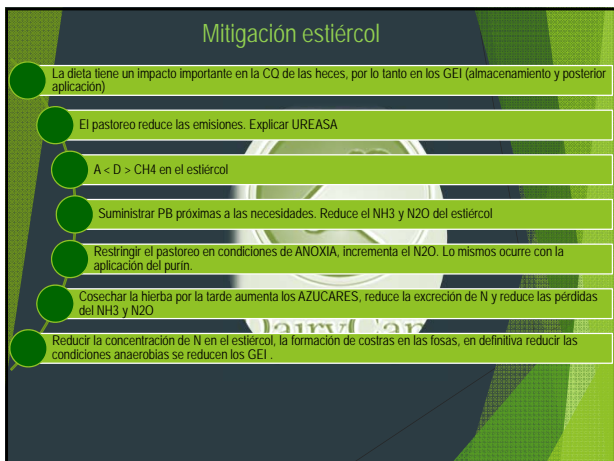 Mitigación estiércol
La dieta tiene un impacto importante en la CQ de las heces, por lo tanto en los GEI (almacenamiento y posterior
aplicación)
El pastoreo reduce las emisiones. Explicar UREASA
A < D > CH4 en el estiércol
Suministrar PB próximas a las necesidades. Reduce el NH3 y N2O del estiércol
Restringir el pastoreo en condiciones de ANOXIA, incrementa el N2O. Lo mismos ocurre con la
aplicación del purín.
Cosechar la hierba por la tarde aumenta los AZUCARES, reduce la excreción de N y reduce las pérdidas
del NH3 y N2O
DairyCan
Reducir la concentración de N en el estiércol, la formación de costras en las fosas, en definitiva reducir las
condiciones anaerobias se reducen los GEI .